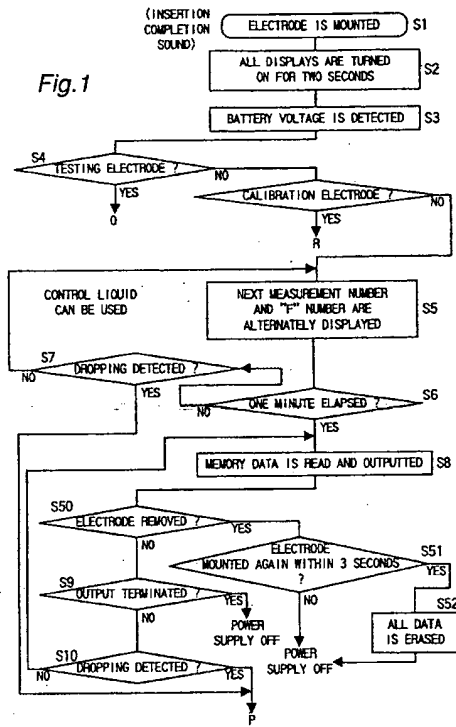 Fig.1
(INSERTION
COMPLETION
SOUND)
ELECTRODE IS MOUNTED
S1
ALL DISPLAYS ARE TURNED
ON FOR TWO SECONDS
S2
BATTERY VOLTAGE IS DETECTED
S3
S4
TESTING ELECTRODE ?
NO
YES
Q
CALIBRATION ELECTRODE ?
NO
YES
R
CONTROL LIQUID
CAN BE USED
NEXT MEASUREMENT NUMBER
AND "F" NUMBER ARE
ALTERNATELY DISPLAYED
S5
S7
DROPPING DETECTED ?
NO
YES
ONE MINUTE ELAPSED ?
S6
NO
YES
MEMORY DATA IS READ AND OUTPUTTED
S8
S50
ELECTRODE REMOVED ?
YES
NO
ELECTRODE
MOUNTED AGAIN WITHIN 3 SECONDS
?
S51
YES
NO
S9
OUTPUT TERMINATED ?
YES
NO
POWER
SUPPLY OFF
POWER
SUPPLY OFF
S52
ALL DATA
IS ERASED
S10
DROPPING DETECTED ?
NO
YES
P